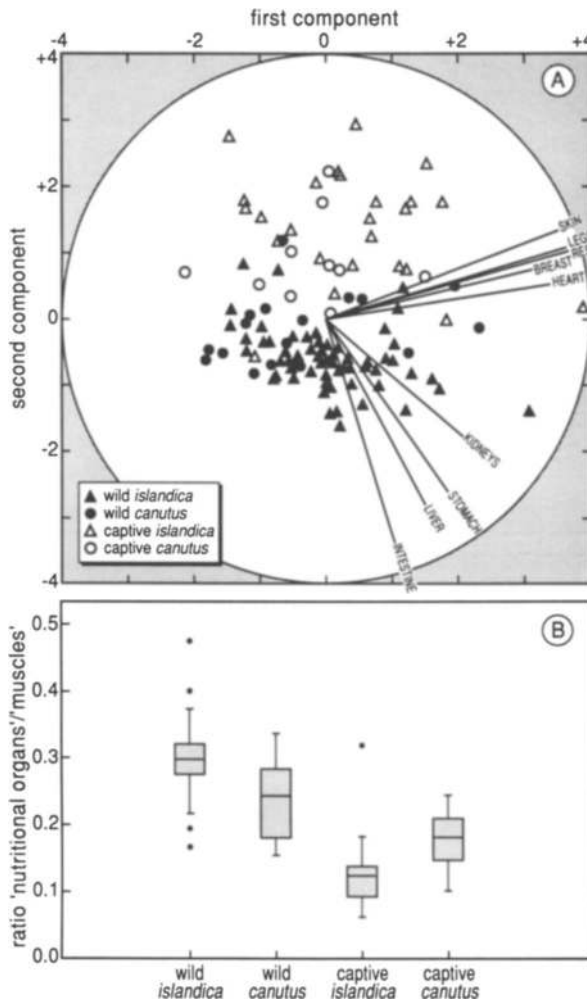 first component
-4 -2 0 +2 +4
A
second component
+4
+2
0
-2
-4
SKIN
LEG
BREAST
HEART
KIDNEYS
STOMACH
LIVER
INTESTINE
wild islandica
wild canutus
captive islandica
captive canutus
B
ratio 'nutritional organs'/'muscles'
0.5
0.4
0.3
0.2
0.1
0.0
wild islandica
wild canutus
captive islandica
captive canutus